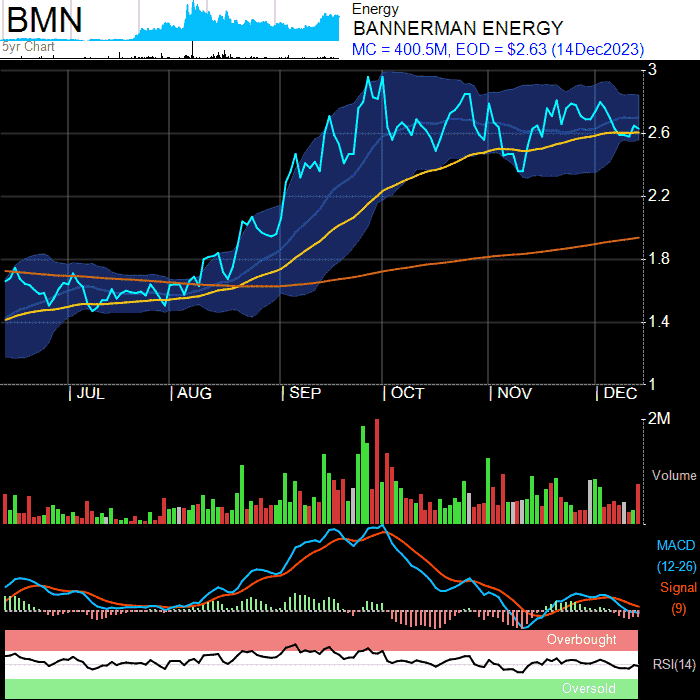 BMN
5yr Chart
Energy
BANNERMAN ENERGY
MC = 400.5M, EOD = $2.63 (14Dec2023)
3
2.6
2.2
1.8
1.4
1
JUL AUG SEP OCT NOV DEC
2M
Volume
MACD
(12-26)
Signal
(9)
Overbought
RSI(14)
Oversold